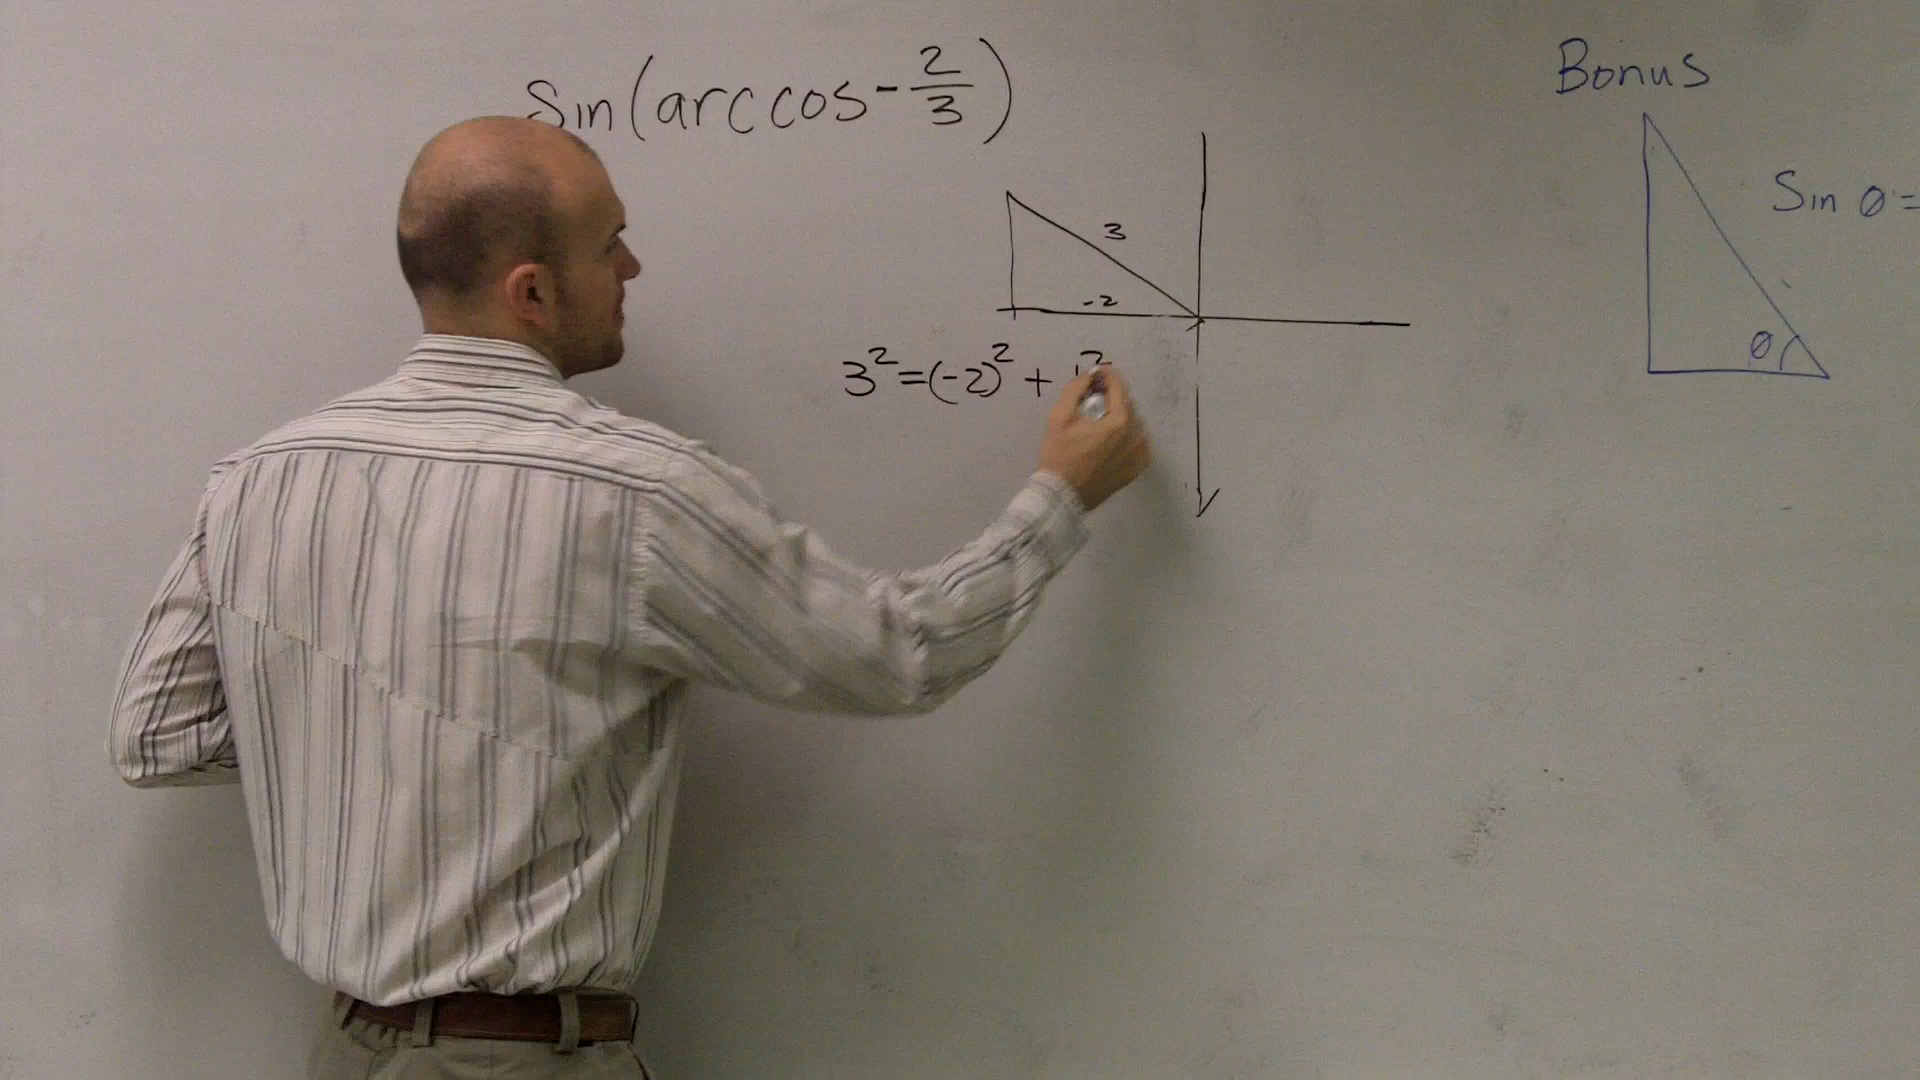 sin(arccos - 2/3)
3
-2
3² = (-2)² +
Bonus
Sin θ =
θ